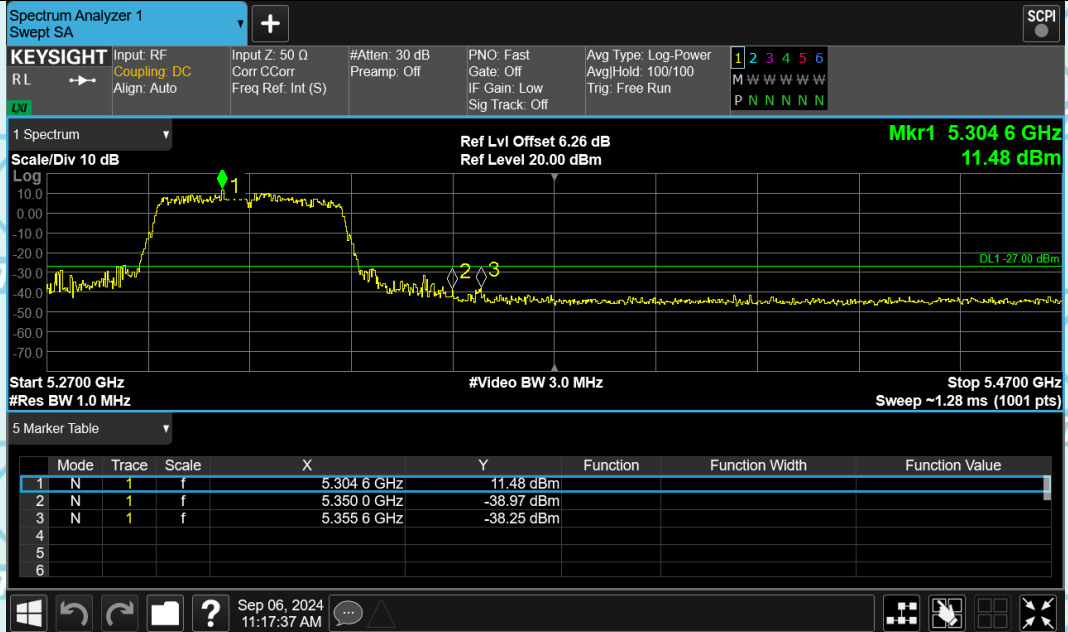 Spectrum Analyzer 1
Swept SA
+
SCPI
KEYSIGHT
RL
LXI
Input: RF
Coupling: DC
Align: Auto
Input Z: 50 Ω
Corr CCorr
Freq Ref: Int (S)
#Atten: 30 dB
Preamp: Off
PNO: Fast
Gate: Off
IF Gain: Low
Sig Track: Off
Avg Type: Log-Power
Avg|Hold: 100/100
Trig: Free Run
1 2 3 4 5 6
M W W W W W
P N N N N N
1 Spectrum
Scale/Div 10 dB
Ref Lvl Offset 6.26 dB
Ref Level 20.00 dBm
Mkr1 5.304 6 GHz
11.48 dBm
Log
10.0
0.00
-10.0
-20.0
-30.0
-40.0
-50.0
-60.0
-70.0
1
2
3
DL1 -27.00 dBm
Start 5.2700 GHz
#Res BW 1.0 MHz
#Video BW 3.0 MHz
Stop 5.4700 GHz
Sweep ~1.28 ms (1001 pts)
5 Marker Table
Mode Trace Scale X Y Function Function Width Function Value
1 N 1 f 5.304 6 GHz 11.48 dBm
2 N 1 f 5.350 0 GHz -38.97 dBm
3 N 1 f 5.355 6 GHz -38.25 dBm
4
5
6
?
Sep 06, 2024
11:17:37 AM